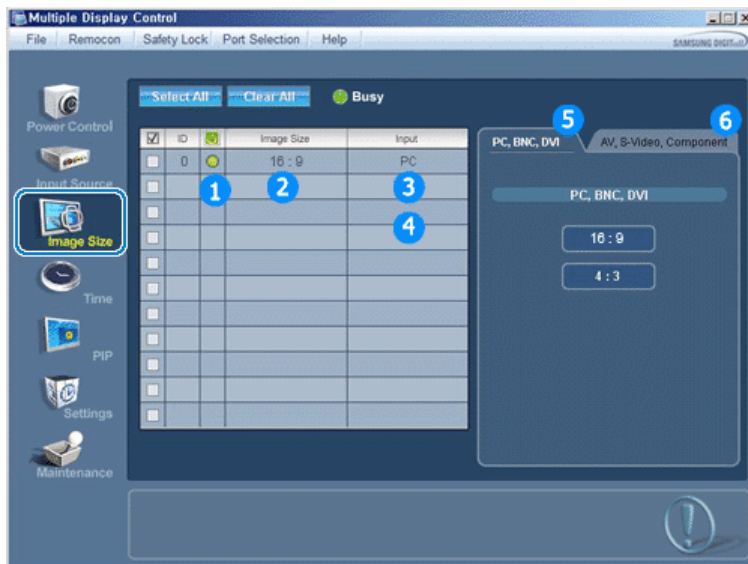 Multiple Display Control
File Remocon Safety Lock Port Selection Help
Select All Clear All Busy
Power Control
Input Source
Image Size
Time
PIP
Settings
Maintenance
ID Image Size Input
0 16 : 9 PC
1 2 3
4
5 6
PC, BNC, DVI AV, S-Video, Component
PC, BNC, DVI
16 : 9
4 : 3